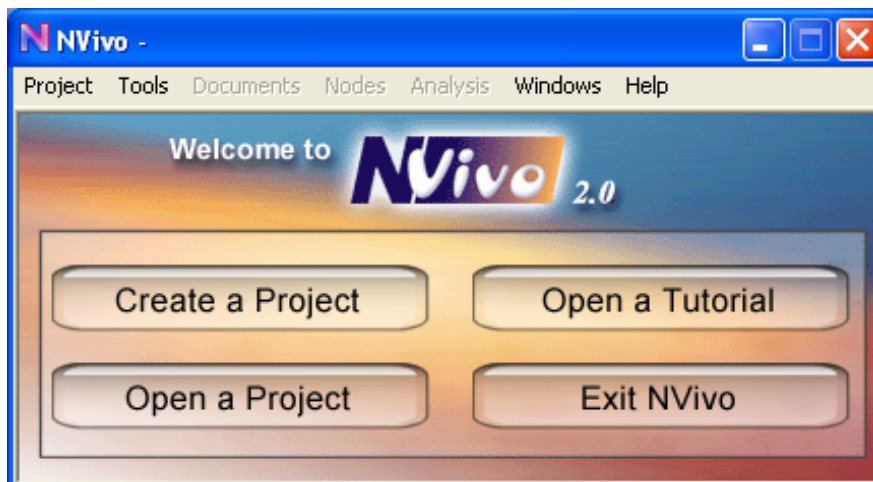 NVivo -
Project Tools Documents Nodes Analysis Windows Help
Welcome to NVivo 2.0
Create a Project Open a Tutorial
Open a Project Exit NVivo